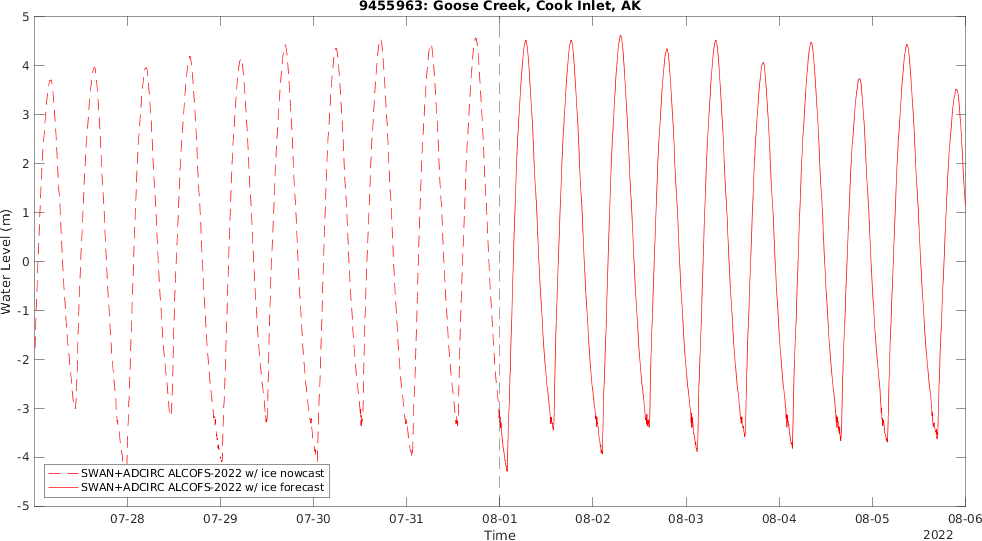 9455963: Goose Creek, Cook Inlet, AK
5
4
3
2
1
0
-1
-2
-3
-4
-5
Water Level (m)
SWAN+ADCIRC ALCOFS-2022 w/ ice nowcast
SWAN+ADCIRC ALCOFS-2022 w/ ice forecast
07-28 07-29 07-30 07-31 08-01 08-02 08-03 08-04 08-05 08-06
Time
2022